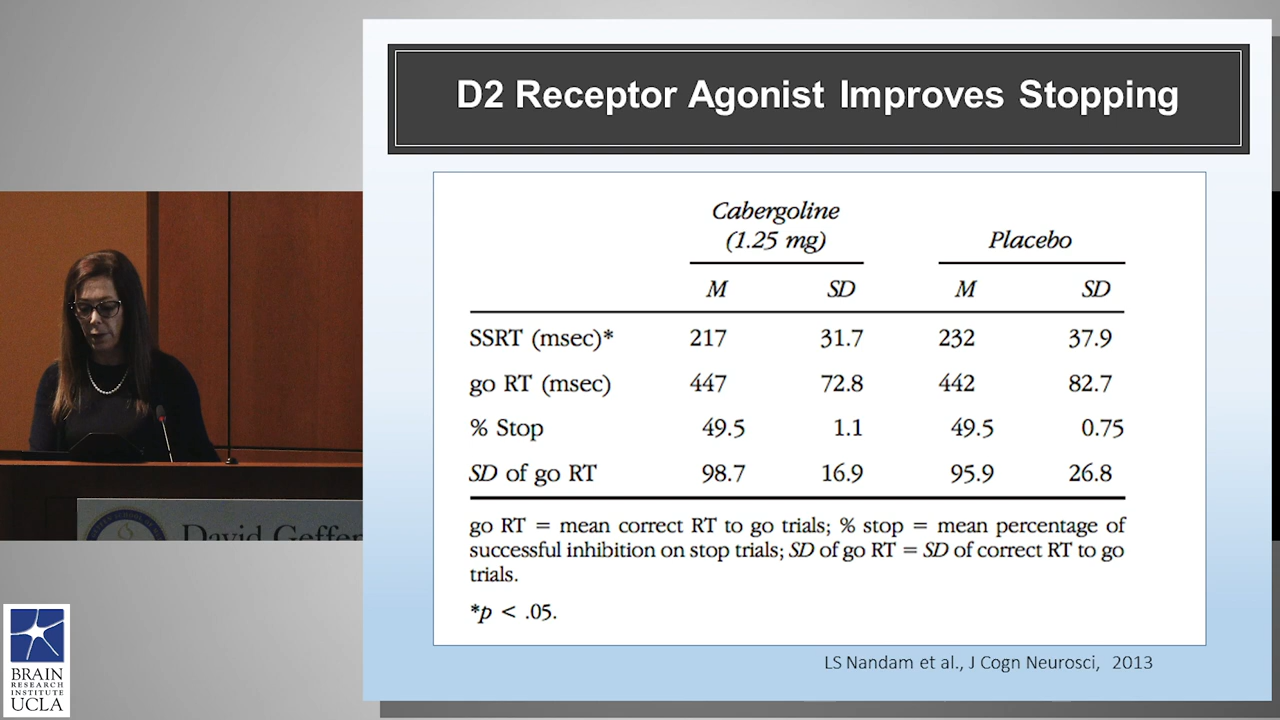 D2 Receptor Agonist Improves Stopping
Cabergoline
(1.25 mg)
Placebo
M SD M SD
SSRT (msec)* 217 31.7 232 37.9
go RT (msec) 447 72.8 442 82.7
% Stop 49.5 1.1 49.5 0.75
SD of go RT 98.7 16.9 95.9 26.8
go RT = mean correct RT to go trials; % stop = mean percentage of
successful inhibition on stop trials; SD of go RT = SD of correct RT to go
trials.
*p < .05.
LS Nandam et al., J Cogn Neurosci, 2013
David Geffen
BRAIN
RESEARCH
INSTITUTE
UCLA